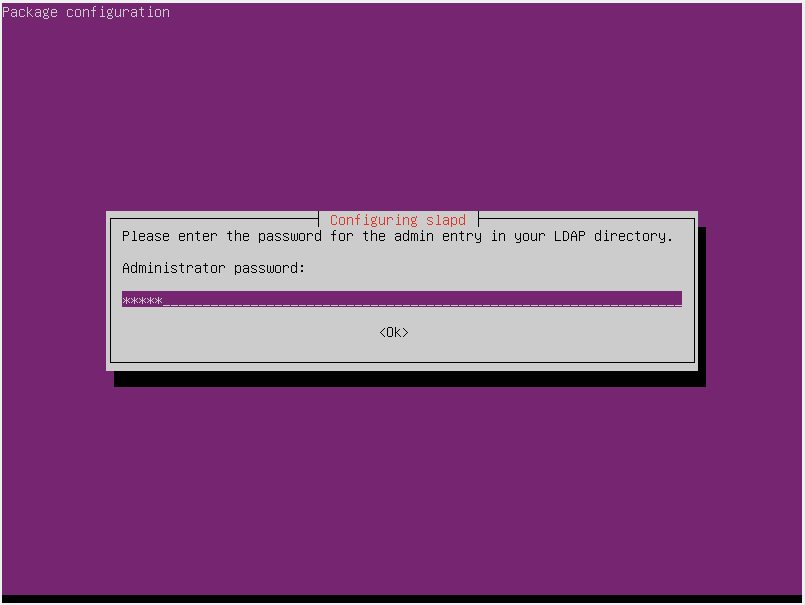 Package configuration
Configuring slapd
Please enter the password for the admin entry in your LDAP directory.
Administrator password:
*****
<Ok>